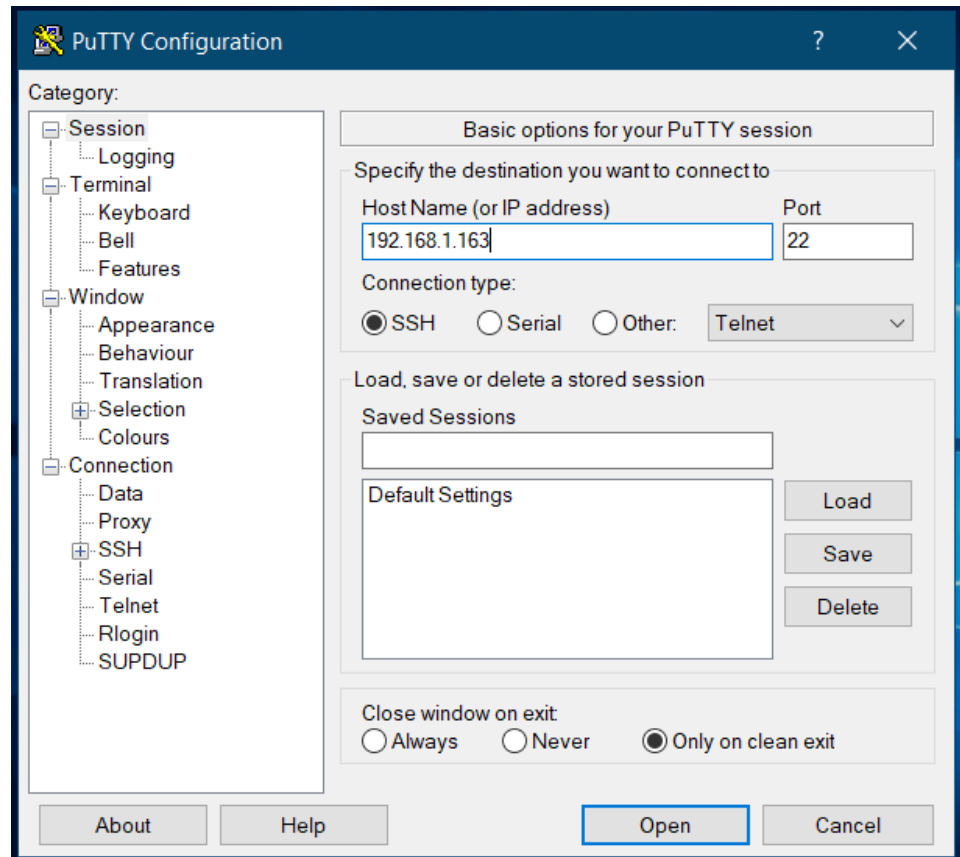 PuTTY Configuration ? ×
Category:
Session
Logging
Terminal
Keyboard
Bell
Features
Window
Appearance
Behaviour
Translation
Selection
Colours
Connection
Data
Proxy
SSH
Serial
Telnet
Rlogin
SUPDUP
Basic options for your PuTTY session
Specify the destination you want to connect to
Host Name (or IP address) Port
192.168.1.163 22
Connection type:
SSH Serial Other: Telnet
Load, save or delete a stored session
Saved Sessions
Default Settings
Load
Save
Delete
Close window on exit:
Always Never Only on clean exit
About Help Open Cancel